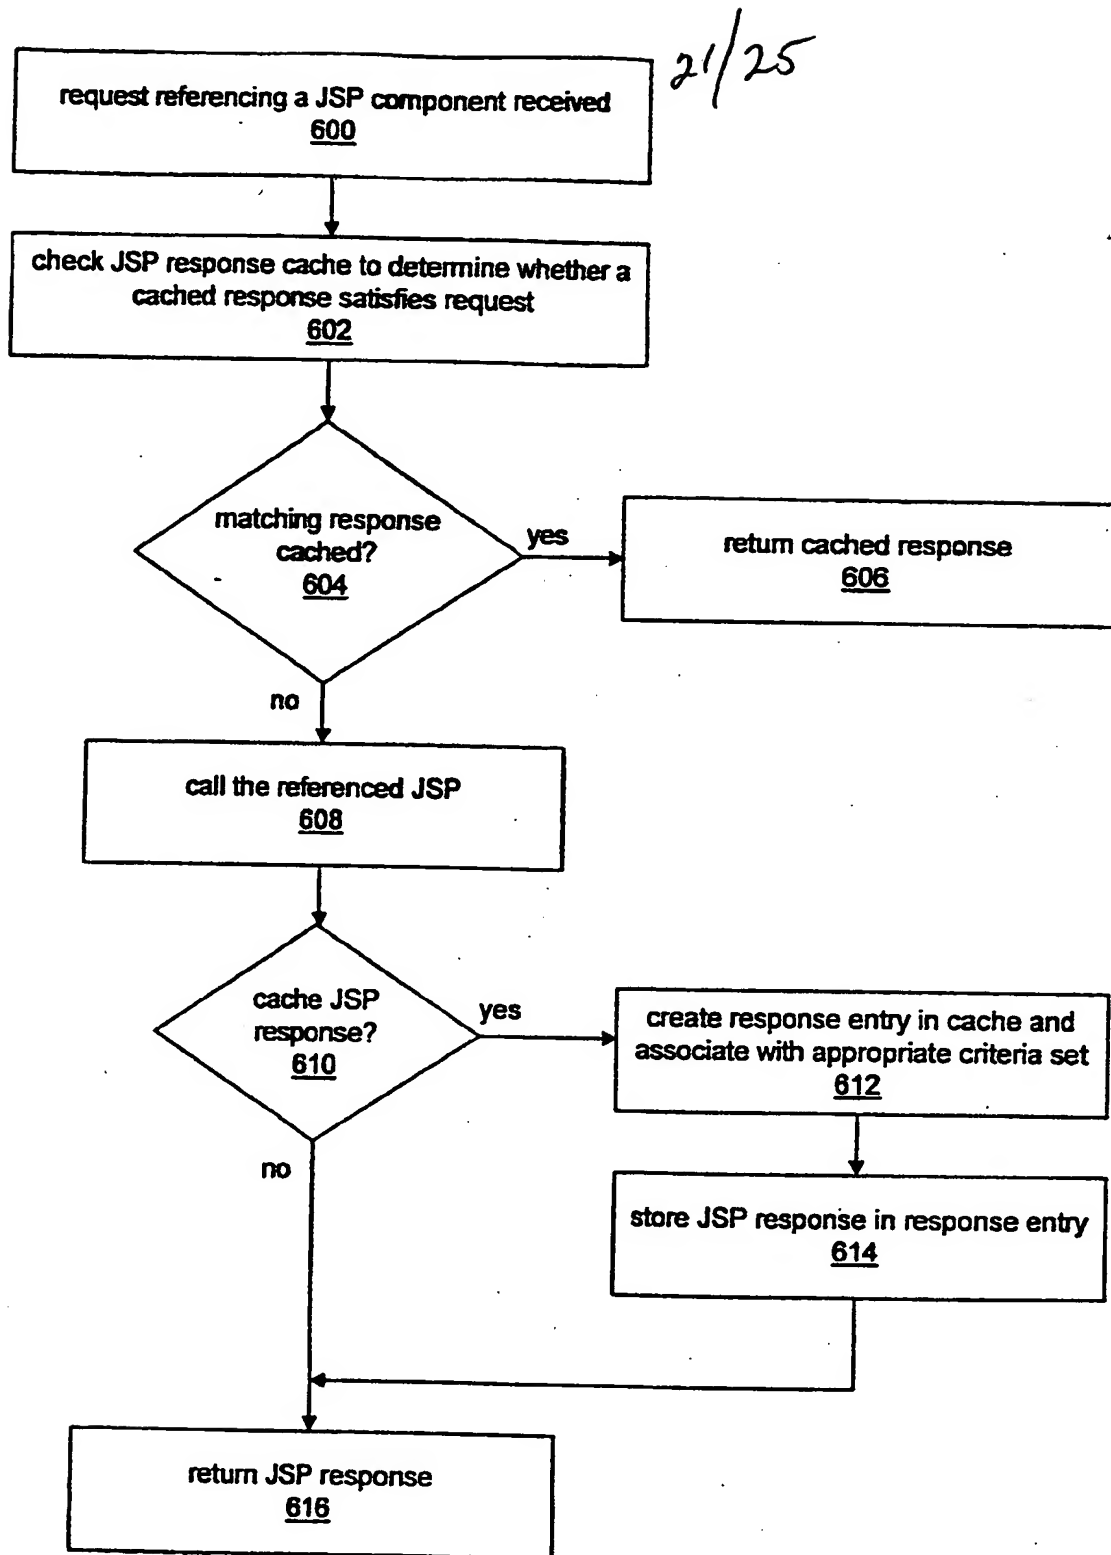 21/25
request referencing a JSP component received
600
check JSP response cache to determine whether a
cached response satisfies request
602
matching response
cached?
604
yes
return cached response
606
no
call the referenced JSP
608
cache JSP
response?
610
yes
create response entry in cache and
associate with appropriate criteria set
612
no
store JSP response in response entry
614
return JSP response
616